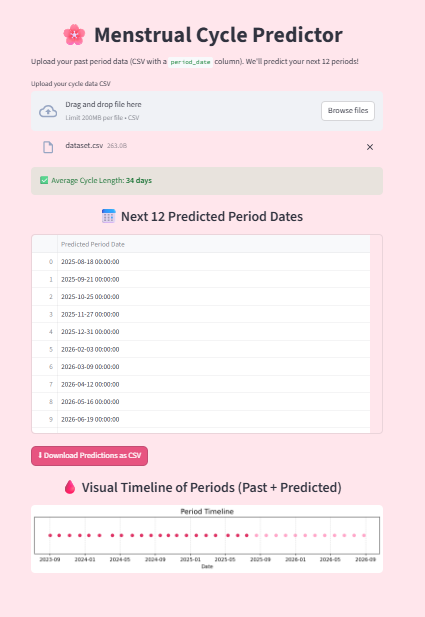 Menstrual Cycle Predictor
Upload your past period data (CSV with a period_date column). We'll predict your next 12 periods!
Upload your cycle data CSV
Drag and drop file here
Limit 200MB per file • CSV
Browse files
dataset.csv 263.0B
Average Cycle Length: 34 days
Next 12 Predicted Period Dates
Predicted Period Date
0 2025-08-18 00:00:00
1 2025-09-21 00:00:00
2 2025-10-25 00:00:00
3 2025-11-27 00:00:00
4 2025-12-31 00:00:00
5 2026-02-03 00:00:00
6 2026-03-09 00:00:00
7 2026-04-12 00:00:00
8 2026-05-16 00:00:00
9 2026-06-19 00:00:00
Download Predictions as CSV
Visual Timeline of Periods (Past + Predicted)
Period Timeline
2023-09 2024-01 2024-05 2024-09 2025-01 2025-05 2025-09 2026-01 2026-05 2026-09
Date